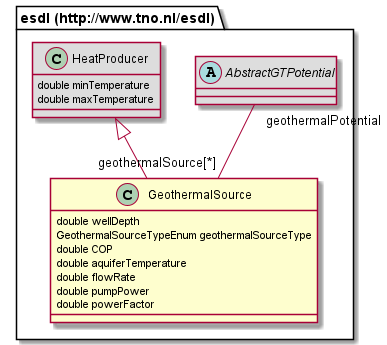 esdl (http://www.tno.nl/esdl)
C HeatProducer
double minTemperature
double maxTemperature
A AbstractGTPotential
geothermalPotential
geothermalSource[*]
C GeothermalSource
double wellDepth
GeothermalSourceTypeEnum geothermalSourceType
double COP
double aquiferTemperature
double flowRate
double pumpPower
double powerFactor